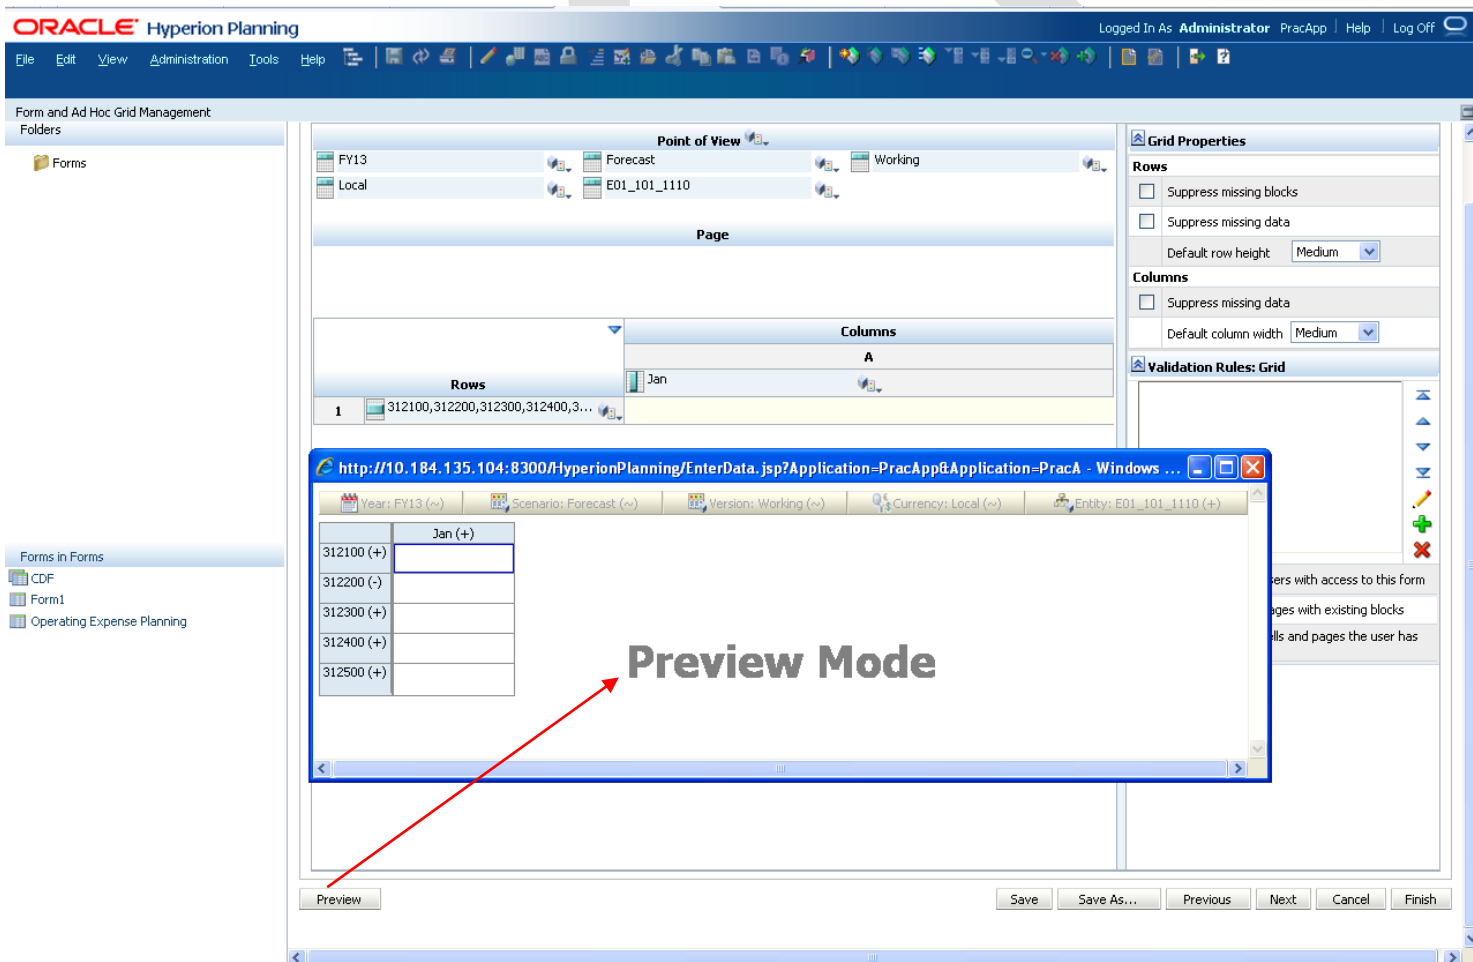 ORACLE Hyperion Planning
Logged In As Administrator PracApp | Help | Log Off
File Edit View Administration Tools Help
Form and Ad Hoc Grid Management
Folders
Forms
Point of View
FY13 Forecast Working
Local E01_101_1110
Page
Columns
A
Rows Jan
1 312100,312200,312300,312400,3...
Grid Properties
Rows
Suppress missing blocks
Suppress missing data
Default row height Medium
Columns
Suppress missing data
Default column width Medium
Validation Rules: Grid
http://10.184.135.104:8300/HyperionPlanning/EnterData.jsp?Application=PracApp&Application=PracA - Windows ...
Year: FY13 (~) Scenario: Forecast (~) Version: Working (~) Currency: Local (~) Entity: E01_101_1110 (+)
Jan (+)
312100 (+)
312200 (-)
312300 (+)
312400 (+)
312500 (+)
Preview Mode
Forms in Forms
CDF
Form1
Operating Expense Planning
sers with access to this form
ages with existing blocks
ells and pages the user has
Preview Save Save As... Previous Next Cancel Finish